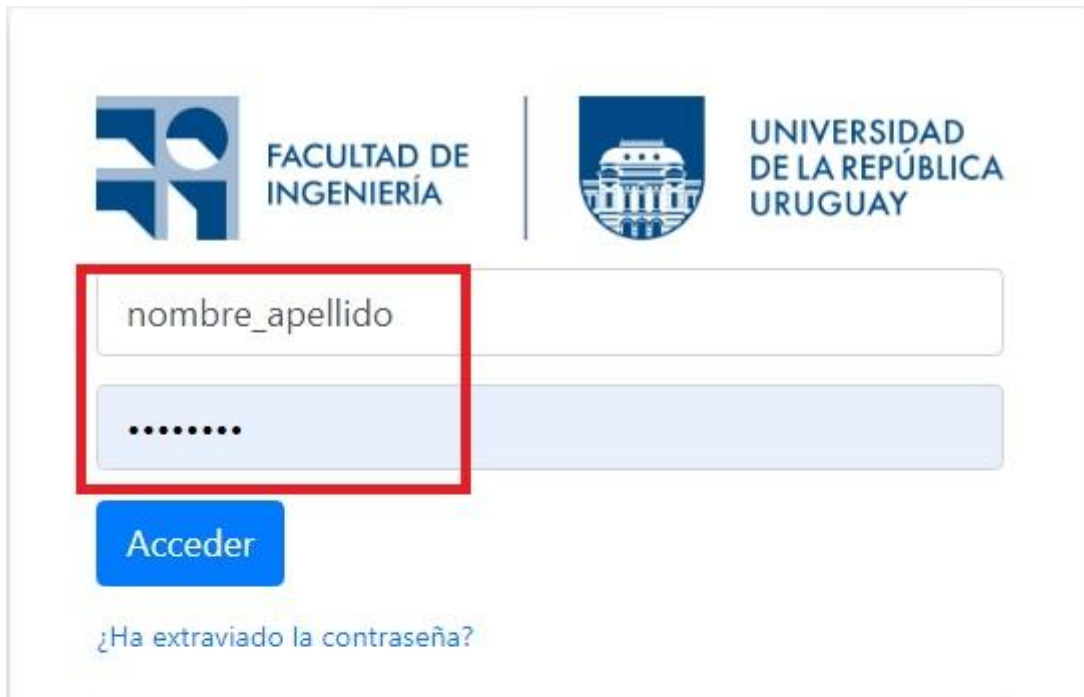 FACULTAD DE
INGENIERÍA
UNIVERSIDAD
DE LA REPÚBLICA
URUGUAY
nombre_apellido
••••••••
Acceder
¿Ha extraviado la contraseña?